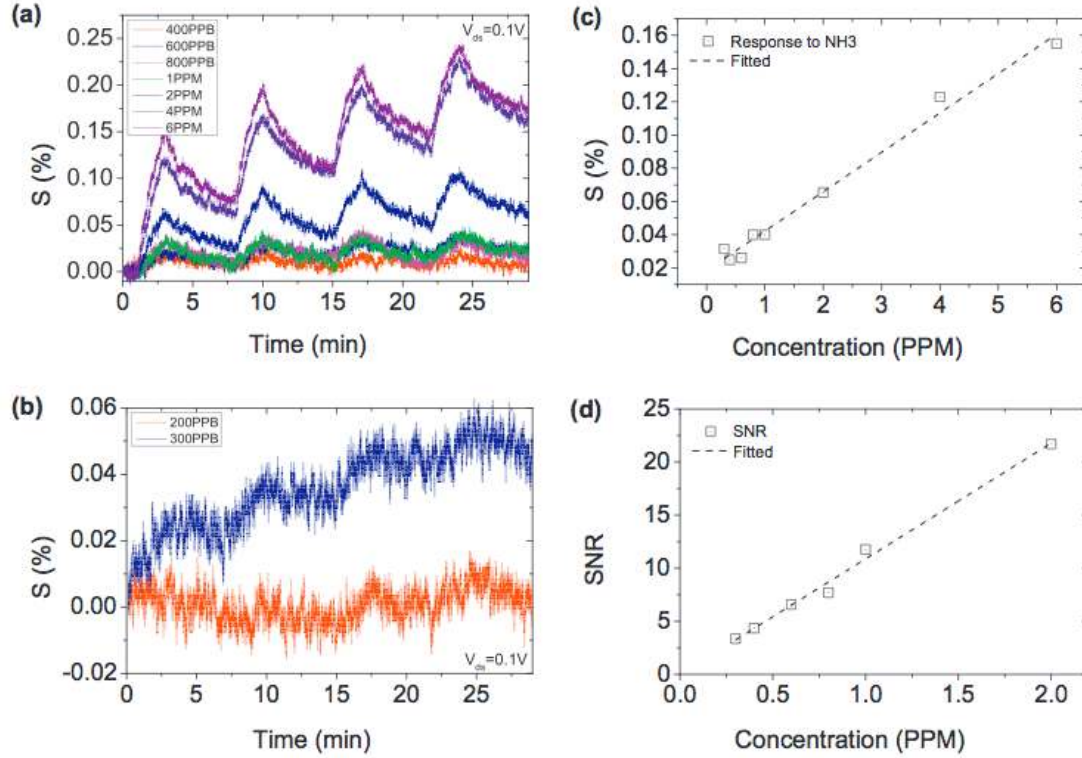 (a)
400PPB
600PPB
800PPB
1PPM
2PPM
4PPM
6PPM
V_ds=0.1V
0.25
0.20
0.15
0.10
0.05
0.00
S (%)
0 5 10 15 20 25
Time (min)
(c)
Response to NH3
Fitted
0.16
0.14
0.12
0.10
0.08
0.06
0.04
0.02
S (%)
0 1 2 3 4 5 6
Concentration (PPM)
(b)
200PPB
300PPB
0.06
0.04
0.02
0.00
-0.02
S (%)
V_ds=0.1V
0 5 10 15 20 25
Time (min)
(d)
SNR
Fitted
25
20
15
10
5
0
SNR
0.0 0.5 1.0 1.5 2.0
Concentration (PPM)